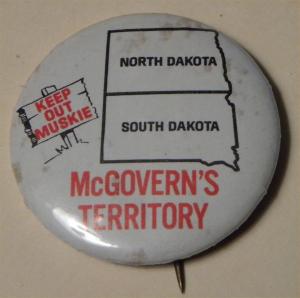 NORTH DAKOTA
KEEP
OUT
MUSKIE
SOUTH DAKOTA
McGOVERN'S
TERRITORY